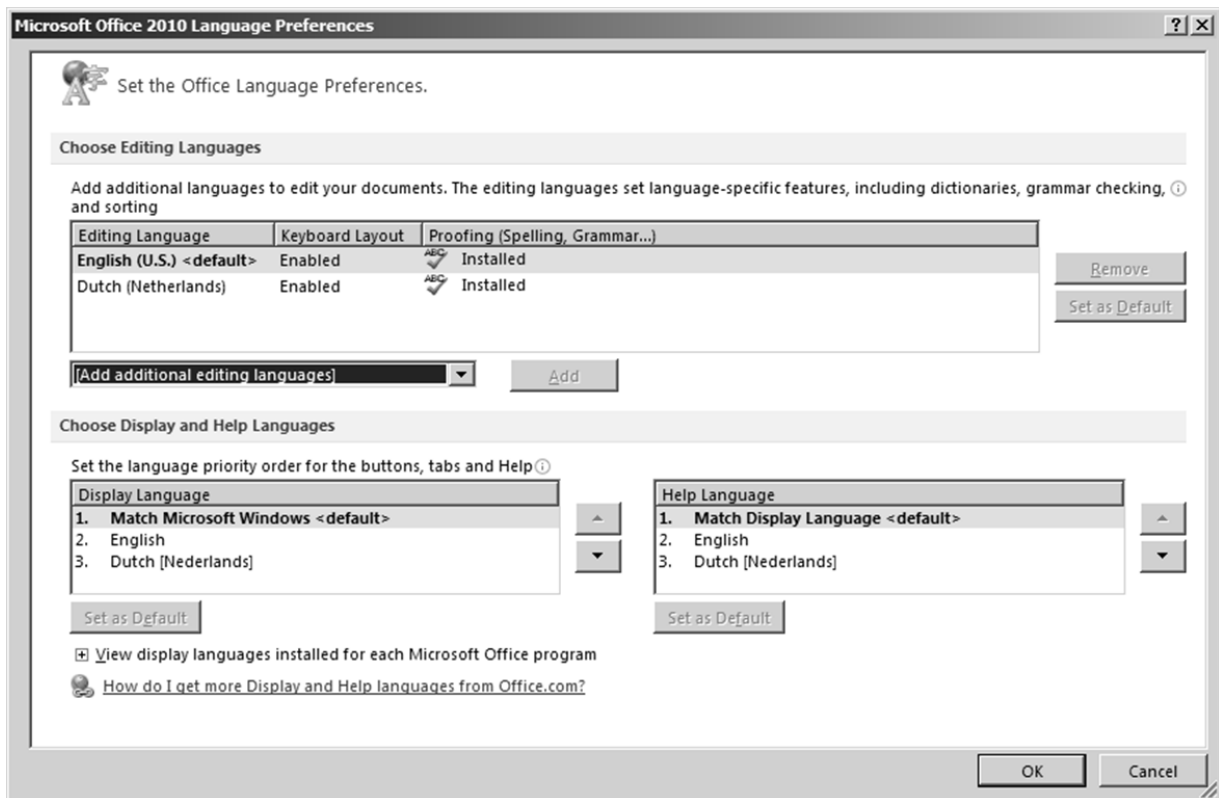 Microsoft Office 2010 Language Preferences
Set the Office Language Preferences.
Choose Editing Languages
Add additional languages to edit your documents. The editing languages set language-specific features, including dictionaries, grammar checking,
and sorting
Editing Language Keyboard Layout Proofing (Spelling, Grammar...)
English (U.S.) <default> Enabled ABC Installed
Dutch (Netherlands) Enabled ABC Installed
Remove
Set as Default
[Add additional editing languages] Add
Choose Display and Help Languages
Set the language priority order for the buttons, tabs and Help
Display Language
1. Match Microsoft Windows <default>
2. English
3. Dutch [Nederlands]
Set as Default
Help Language
1. Match Display Language <default>
2. English
3. Dutch [Nederlands]
Set as Default
View display languages installed for each Microsoft Office program
How do I get more Display and Help languages from Office.com?
OK Cancel